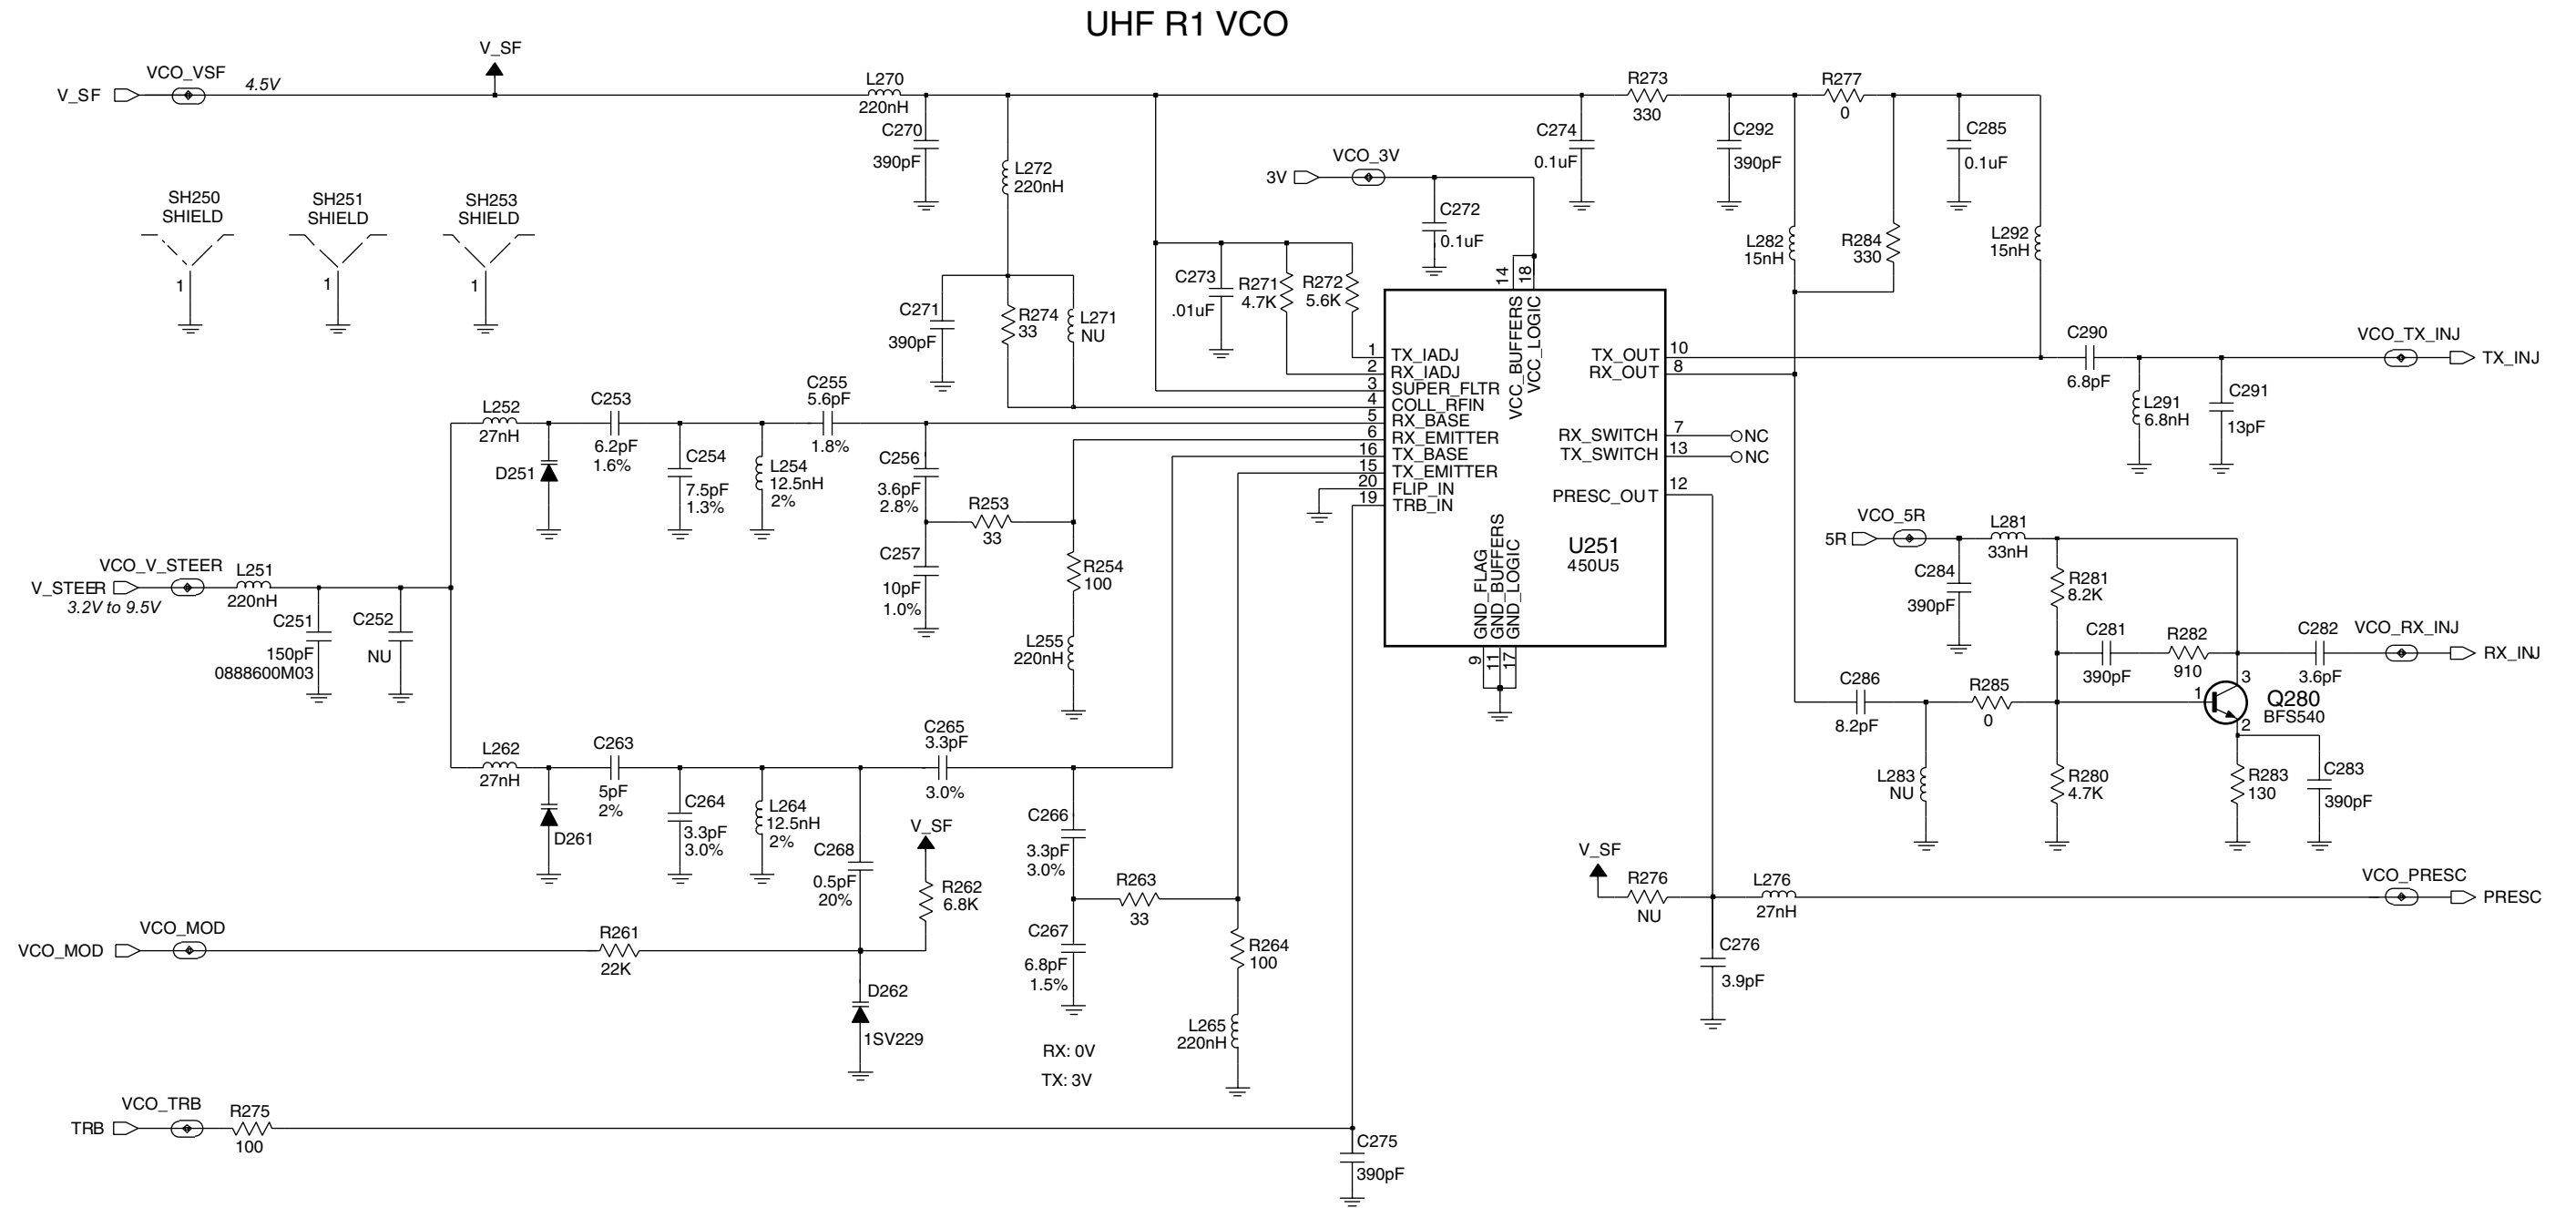 UHF R1 VCO
V_SF
VCO_VSF
4.5V
V_SF
L270
220nH
C270
390pF
L272
220nH
R273
330
R277
0
C274
0.1uF
C292
390pF
C285
0.1uF
VCO_3V
3V
C272
0.1uF
L282
15nH
R284
330
L292
15nH
SH250
SHIELD
1
SH251
SHIELD
1
SH253
SHIELD
1
C271
390pF
R274
33
L271
NU
C273
.01uF
R271
4.7K
R272
5.6K
14
18
VCC_BUFFERS
VCC_LOGIC
1
TX_IADJ
2
RX_IADJ
3
SUPER_FLTR
4
COLL_RFIN
5
RX_BASE
6
RX_EMITTER
16
TX_BASE
15
TX_EMITTER
20
FLIP_IN
19
TRB_IN
TX_OUT
10
RX_OUT
8
RX_SWITCH
7
NC
TX_SWITCH
13
NC
PRESC_OUT
12
U251
450U5
GND_FLAG
GND_BUFFERS
GND_LOGIC
9
11
17
C290
6.8pF
L291
6.8nH
C291
13pF
VCO_TX_INJ
TX_INJ
L252
27nH
D251
C253
6.2pF
1.6%
C254
7.5pF
1.3%
L254
12.5nH
2%
C255
5.6pF
1.8%
C256
3.6pF
2.8%
R253
33
C257
10pF
1.0%
R254
100
L255
220nH
VCO_V_STEER
V_STEER
3.2V to 9.5V
L251
220nH
C251
150pF
0888600M03
C252
NU
VCO_5R
5R
L281
33nH
C284
390pF
R281
8.2K
C281
390pF
R282
910
C282
3.6pF
VCO_RX_INJ
RX_INJ
C286
8.2pF
R285
0
1
3
2
Q280
BFS540
L283
NU
R280
4.7K
R283
130
C283
390pF
L262
27nH
D261
C263
5pF
2%
C264
3.3pF
3.0%
L264
12.5nH
2%
C265
3.3pF
3.0%
C268
0.5pF
20%
V_SF
R262
6.8K
C266
3.3pF
3.0%
R263
33
C267
6.8pF
1.5%
R264
100
L265
220nH
V_SF
R276
NU
L276
27nH
VCO_PRESC
PRESC
C276
3.9pF
VCO_MOD
VCO_MOD
R261
22K
D262
1SV229
RX: 0V
TX: 3V
VCO_TRB
TRB
R275
100
C275
390pF